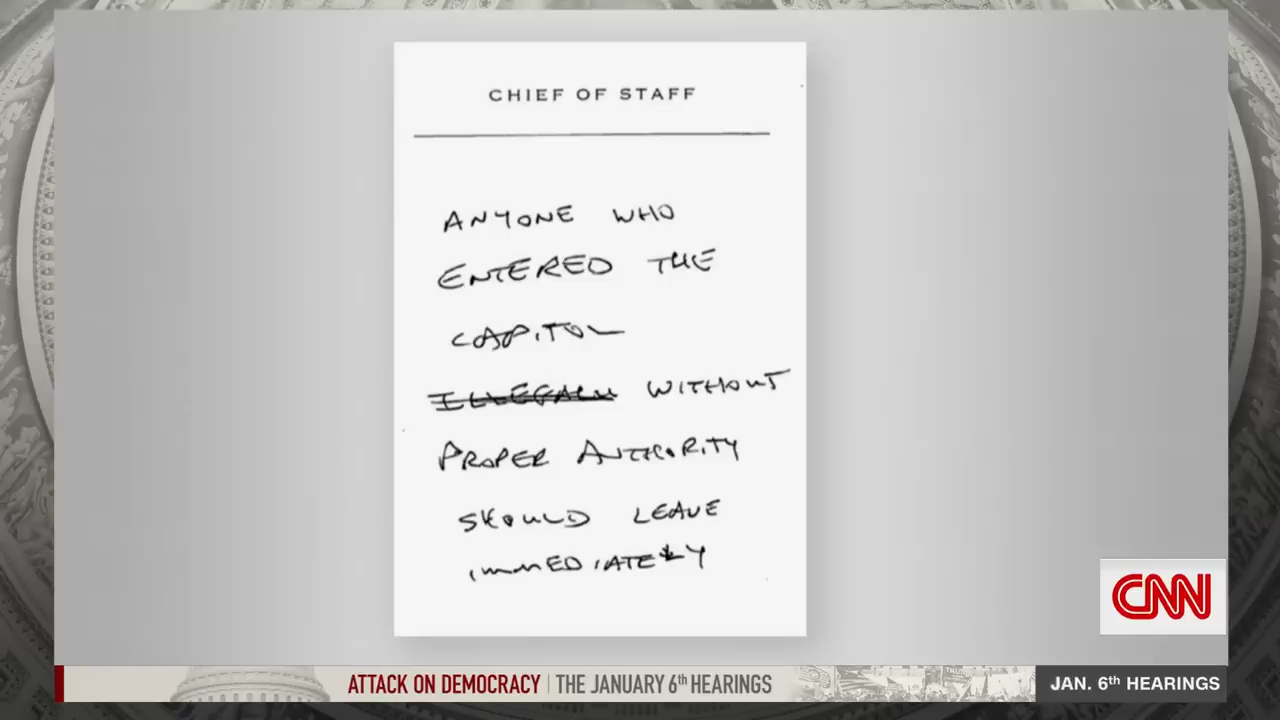 CHIEF OF STAFF
ANYONE WHO
ENTERED THE
CAPITOL
ILLEGALLY WITHOUT
PROPER AUTHORITY
SHOULD LEAVE
IMMEDIATELY
CNN
ATTACK ON DEMOCRACY | THE JANUARY 6th HEARINGS
JAN. 6th HEARINGS